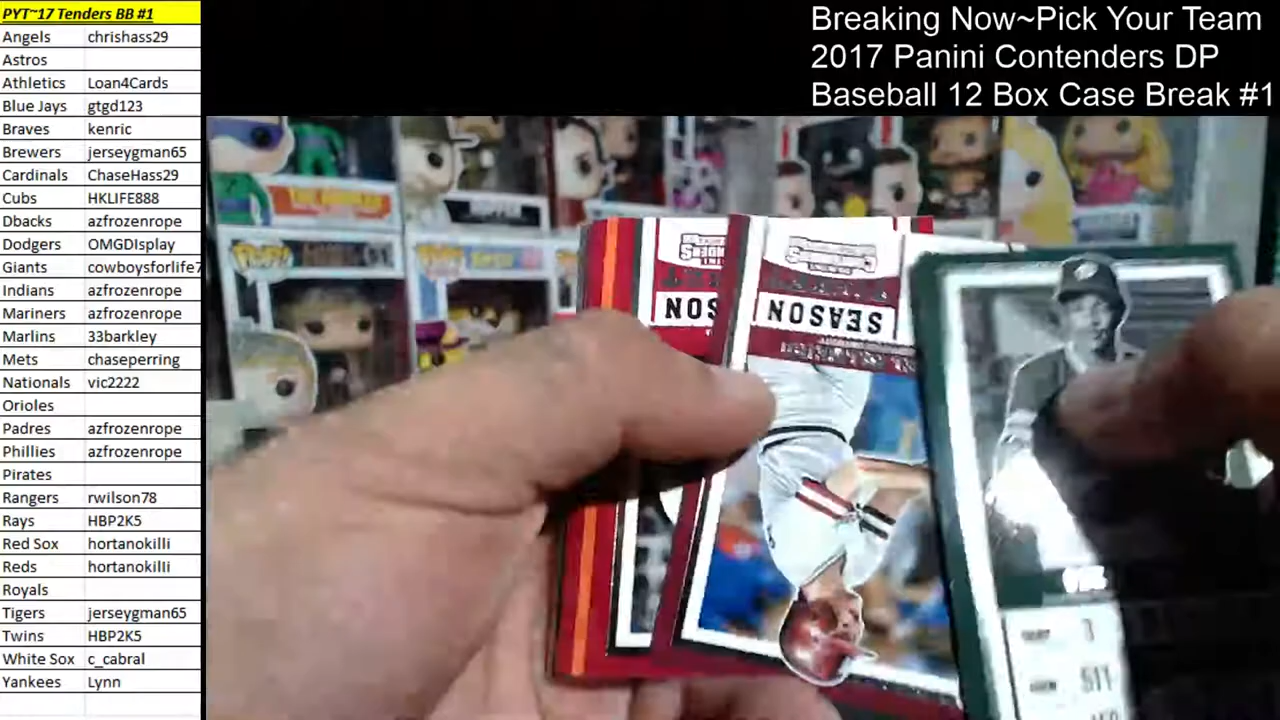 PYT~17 Tenders BB #1
Angels chrishass29
Astros
Athletics Loan4Cards
Blue Jays gtgd123
Braves kenric
Brewers jerseygman65
Cardinals ChaseHass29
Cubs HKLIFE888
Dbacks azfrozenrope
Dodgers OMGDIsplay
Giants cowboysforlife7
Indians azfrozenrope
Mariners azfrozenrope
Marlins 33barkley
Mets chaseperring
Nationals vic2222
Orioles
Padres azfrozenrope
Phillies azfrozenrope
Pirates
Rangers rwilson78
Rays HBP2K5
Red Sox hortanokilli
Reds hortanokilli
Royals
Tigers jerseygman65
Twins HBP2K5
White Sox c_cabral
Yankees Lynn
Breaking Now~Pick Your Team
2017 Panini Contenders DP
Baseball 12 Box Case Break #1
SEASON
511